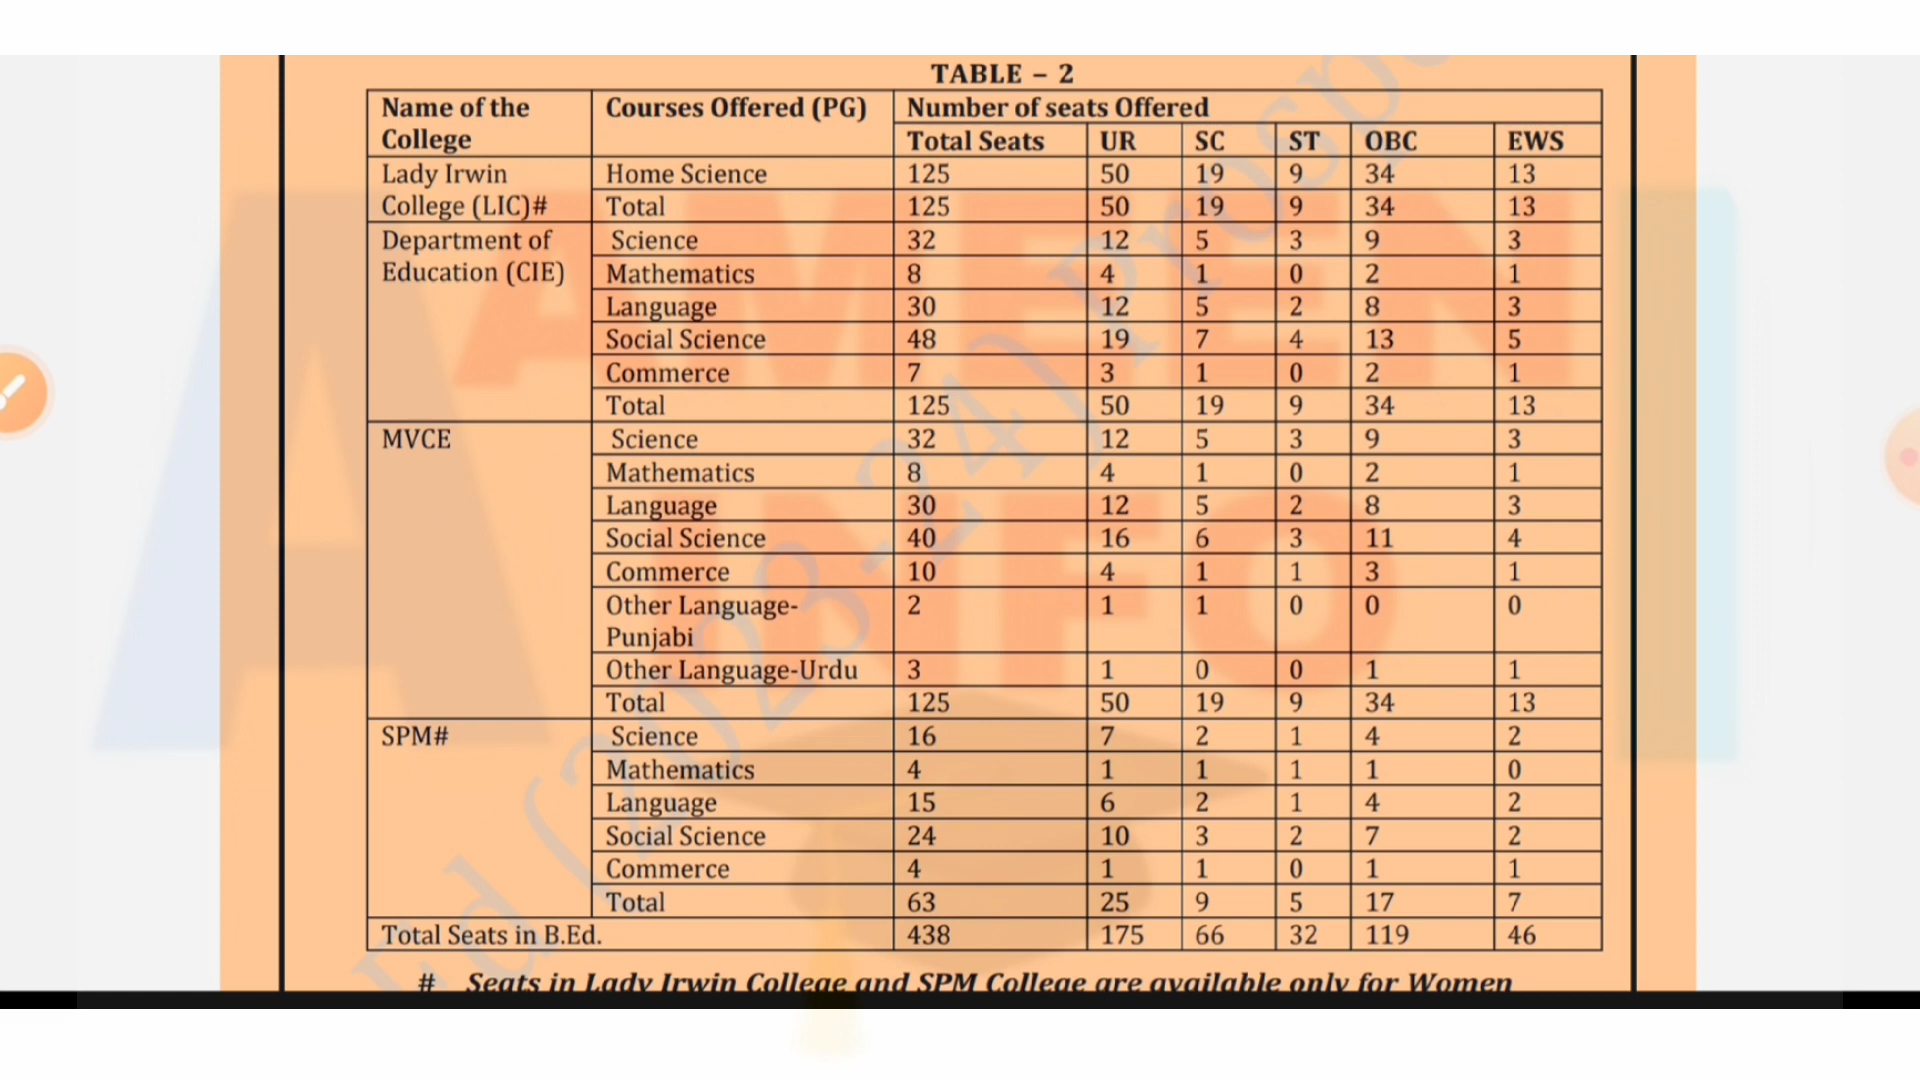 TABLE – 2
Name of the College Courses Offered (PG) Number of seats Offered
Total Seats UR SC ST OBC EWS
Lady Irwin College (LIC)# Home Science 125 50 19 9 34 13
Total 125 50 19 9 34 13
Department of Education (CIE) Science 32 12 5 3 9 3
Mathematics 8 4 1 0 2 1
Language 30 12 5 2 8 3
Social Science 48 19 7 4 13 5
Commerce 7 3 1 0 2 1
Total 125 50 19 9 34 13
MVCE Science 32 12 5 3 9 3
Mathematics 8 4 1 0 2 1
Language 30 12 5 2 8 3
Social Science 40 16 6 3 11 4
Commerce 10 4 1 1 3 1
Other Language-Punjabi 2 1 1 0 0 0
Other Language-Urdu 3 1 0 0 1 1
Total 125 50 19 9 34 13
SPM# Science 16 7 2 1 4 2
Mathematics 4 1 1 1 1 0
Language 15 6 2 1 4 2
Social Science 24 10 3 2 7 2
Commerce 4 1 1 0 1 1
Total 63 25 9 5 17 7
Total Seats in B.Ed. 438 175 66 32 119 46
# Seats in Lady Irwin College and SPM College are available only for Women
AMEEN
INFO
Ed (2023-24)